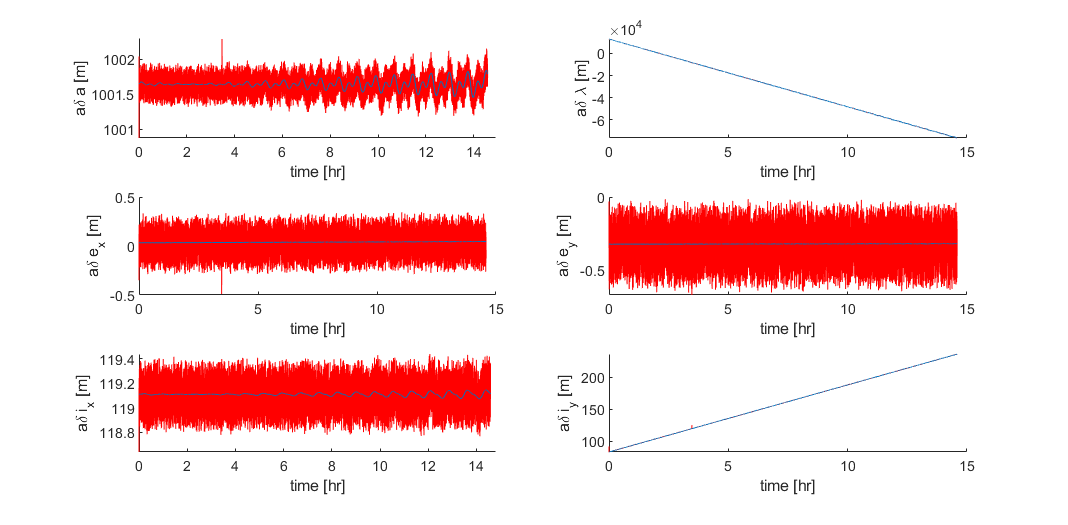 1002
1001.5
1001
aδ a [m]
0 2 4 6 8 10 12 14
time [hr]
×10⁴
0
-2
-4
-6
aδ λ [m]
0 5 10 15
time [hr]
0.5
0
-0.5
aδ eₓ [m]
0 5 10 15
time [hr]
0
-0.5
aδ e_y [m]
0 5 10 15
time [hr]
119.4
119.2
119
118.8
aδ iₓ [m]
0 2 4 6 8 10 12 14
time [hr]
200
150
100
aδ i_y [m]
0 5 10 15
time [hr]